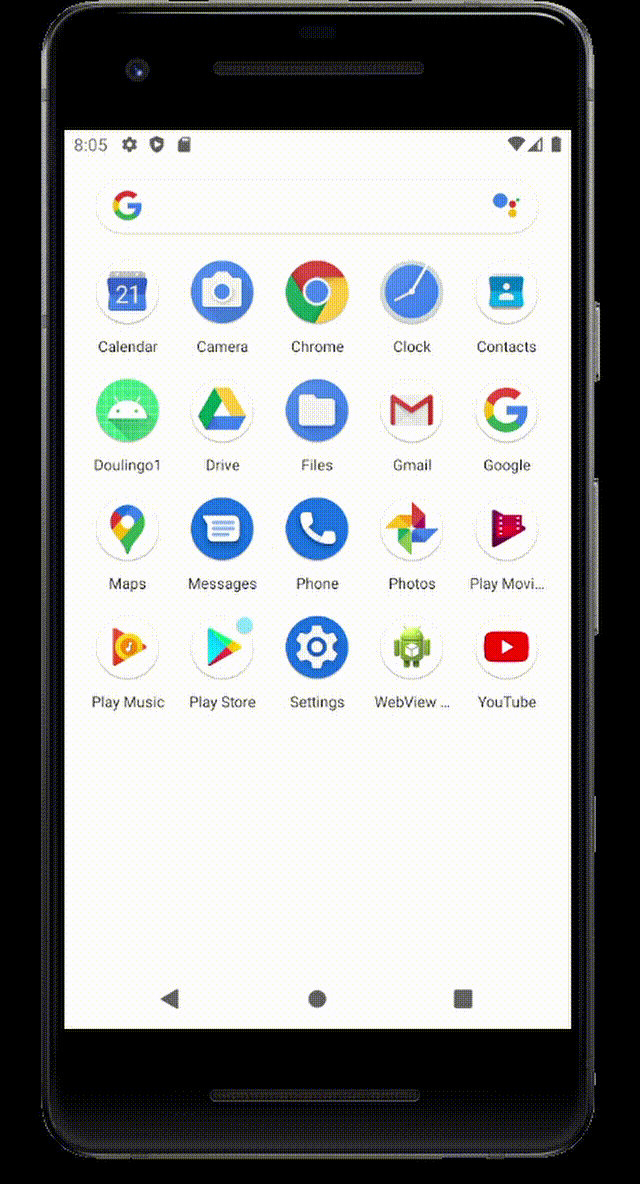 8:05
G
21
Calendar Camera Chrome Clock Contacts
Doulingo1 Drive Files Gmail Google
Maps Messages Phone Photos Play Movi...
Play Music Play Store Settings WebView ... YouTube